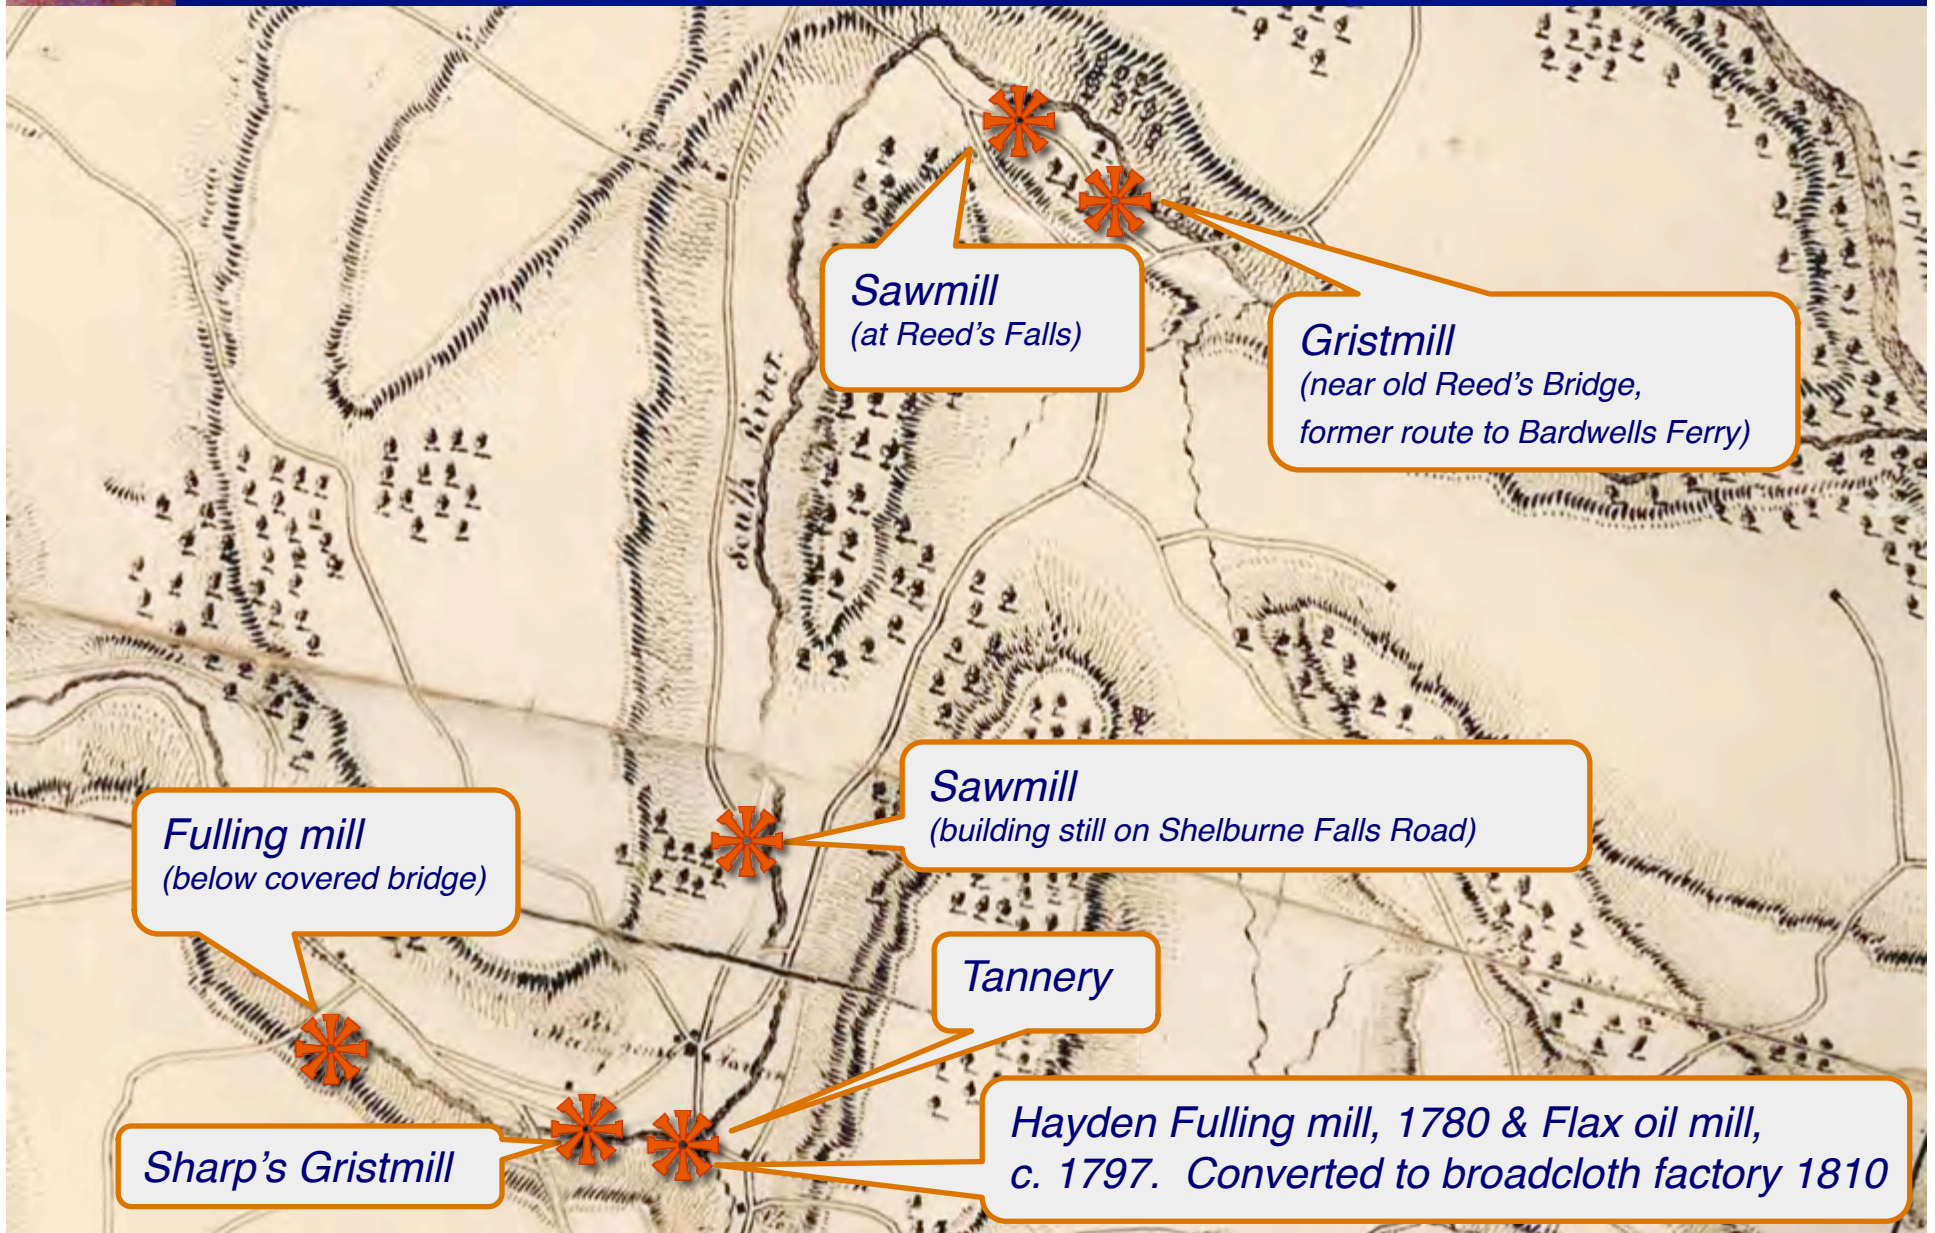 Sawmill
(at Reed's Falls)
Gristmill
(near old Reed's Bridge,
former route to Bardwells Ferry)
South River.
Sawmill
(building still on Shelburne Falls Road)
Fulling mill
(below covered bridge)
Tannery
Sharp's Gristmill
Hayden Fulling mill, 1780 & Flax oil mill,
c. 1797. Converted to broadcloth factory 1810